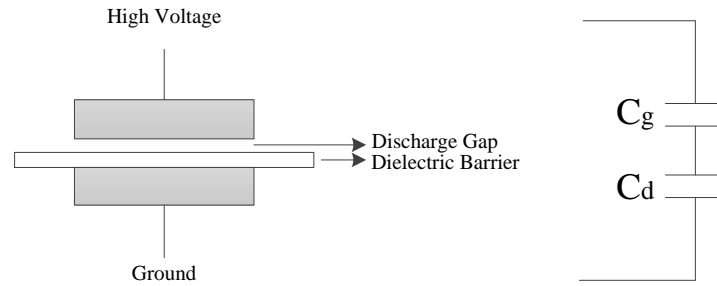 High Voltage
Discharge Gap
Dielectric Barrier
Ground
Cg
Cd